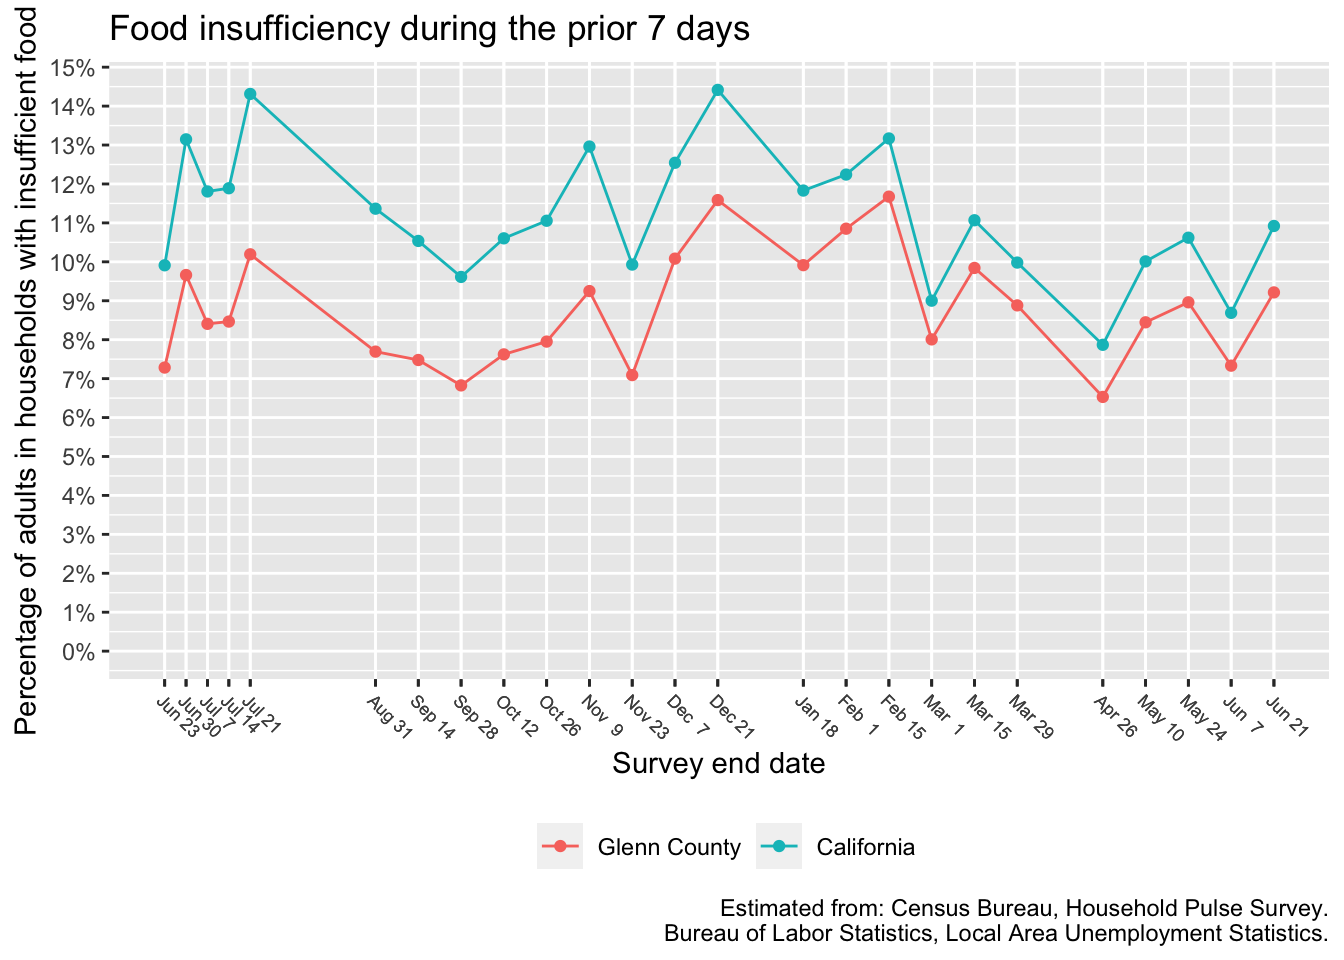 Food insufficiency during the prior 7 days
Percentage of adults in households with insufficient food
15%
14%
13%
12%
11%
10%
9%
8%
7%
6%
5%
4%
3%
2%
1%
0%
Jun 23
Jun 30
Jul 7
Jul 14
Jul 21
Aug 31
Sep 14
Sep 28
Oct 12
Oct 26
Nov 9
Nov 23
Dec 7
Dec 21
Jan 18
Feb 1
Feb 15
Mar 1
Mar 15
Mar 29
Apr 26
May 10
May 24
Jun 7
Jun 21
Survey end date
Glenn County
California
Estimated from: Census Bureau, Household Pulse Survey.
Bureau of Labor Statistics, Local Area Unemployment Statistics.